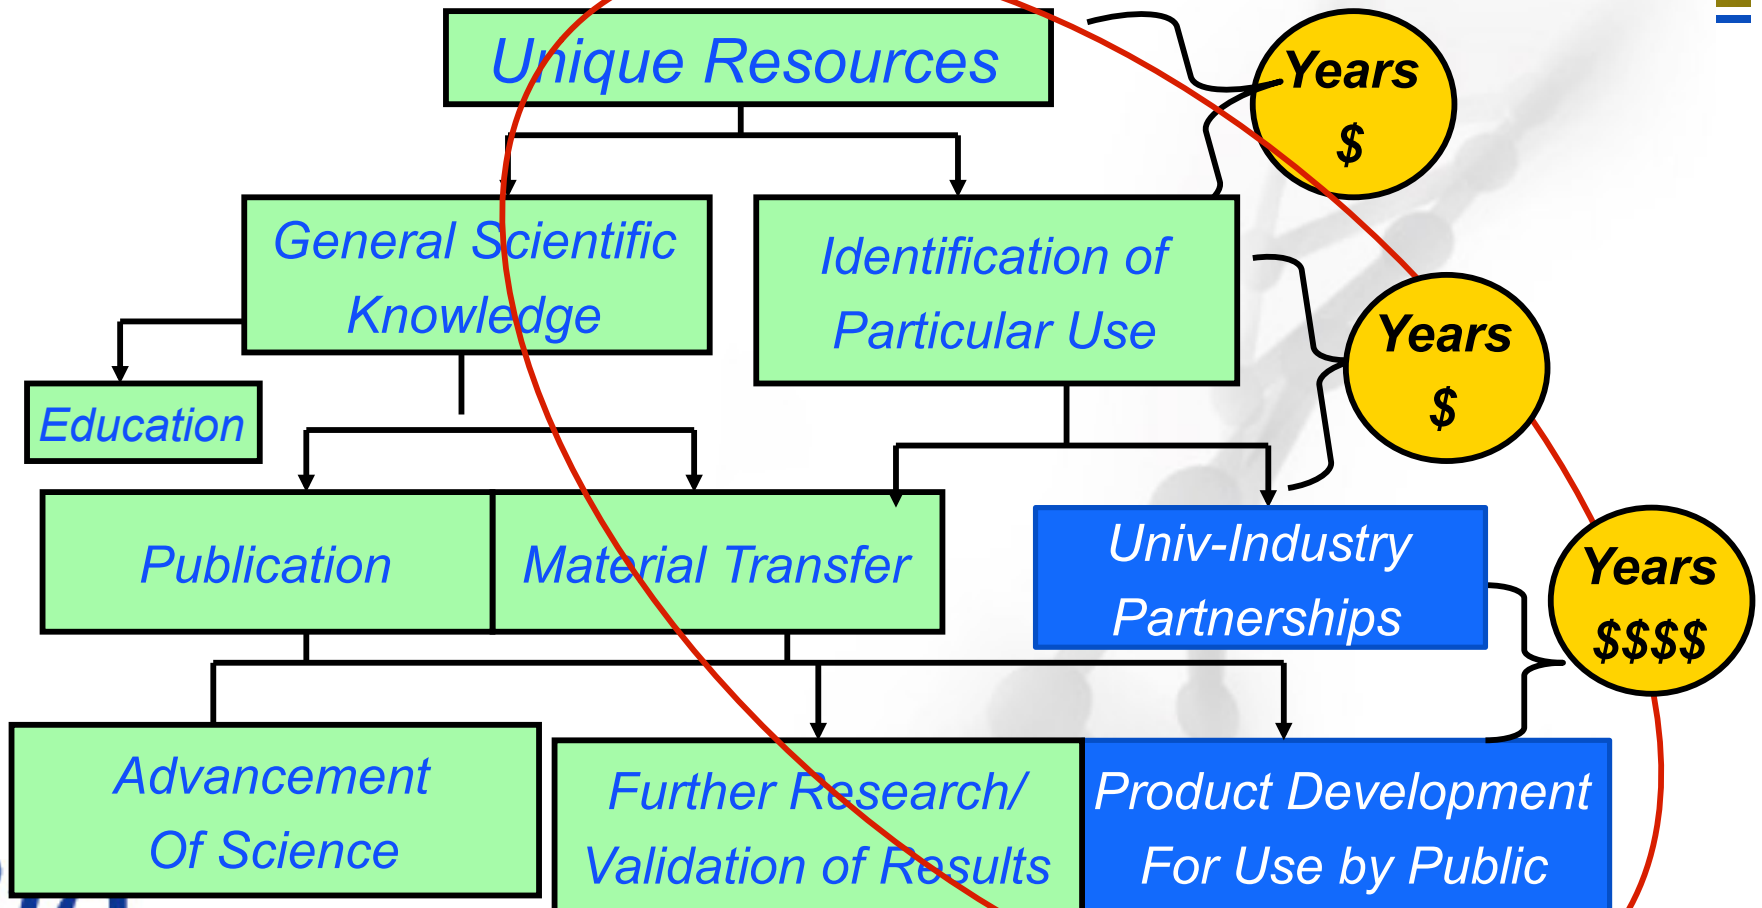 Unique Resources
Years
$
General Scientific
Knowledge
Identification of
Particular Use
Years
$
Education
Publication
Material Transfer
Univ-Industry
Partnerships
Years
$$$$
Advancement
Of Science
Further Research/
Validation of Results
Product Development
For Use by Public